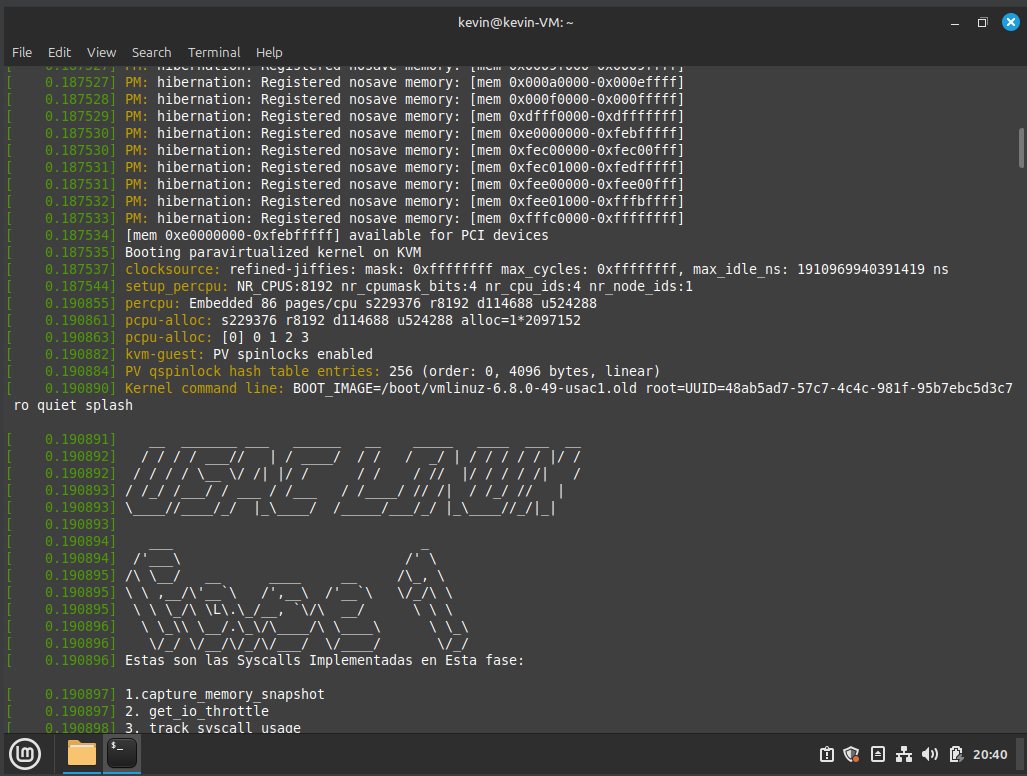 kevin@kevin-VM: ~
File Edit View Search Terminal Help
[    0.187527] PM: hibernation: Registered nosave memory: [mem 0x000a0000-0x000effff]
[    0.187528] PM: hibernation: Registered nosave memory: [mem 0x000f0000-0x000fffff]
[    0.187529] PM: hibernation: Registered nosave memory: [mem 0xdfff0000-0xdfffffff]
[    0.187530] PM: hibernation: Registered nosave memory: [mem 0xe0000000-0xfebfffff]
[    0.187530] PM: hibernation: Registered nosave memory: [mem 0xfec00000-0xfec00fff]
[    0.187531] PM: hibernation: Registered nosave memory: [mem 0xfec01000-0xfedfffff]
[    0.187531] PM: hibernation: Registered nosave memory: [mem 0xfee00000-0xfee00fff]
[    0.187532] PM: hibernation: Registered nosave memory: [mem 0xfee01000-0xfffbffff]
[    0.187533] PM: hibernation: Registered nosave memory: [mem 0xfffc0000-0xffffffff]
[    0.187534] [mem 0xe0000000-0xfebfffff] available for PCI devices
[    0.187535] Booting paravirtualized kernel on KVM
[    0.187537] clocksource: refined-jiffies: mask: 0xffffffff max_cycles: 0xffffffff, max_idle_ns: 1910969940391419 ns
[    0.187544] setup_percpu: NR_CPUS:8192 nr_cpumask_bits:4 nr_cpu_ids:4 nr_node_ids:1
[    0.190855] percpu: Embedded 86 pages/cpu s229376 r8192 d114688 u524288
[    0.190861] pcpu-alloc: s229376 r8192 d114688 u524288 alloc=1*2097152
[    0.190863] pcpu-alloc: [0] 0 1 2 3
[    0.190882] kvm-guest: PV spinlocks enabled
[    0.190884] PV qspinlock hash table entries: 256 (order: 0, 4096 bytes, linear)
[    0.190890] Kernel command line: BOOT_IMAGE=/boot/vmlinuz-6.8.0-49-usac1.old root=UUID=48ab5ad7-57c7-4c4c-981f-95b7ebc5d3c7
ro quiet splash
[    0.190891]
[    0.190892]
[    0.190892]
[    0.190893]
[    0.190893]
[    0.190893]
[    0.190894]
[    0.190894]
[    0.190895]
[    0.190895]
[    0.190895]
[    0.190896]
[    0.190896]
[    0.190896] Estas son las Syscalls Implementadas en Esta fase:
[    0.190897] 1.capture_memory_snapshot
[    0.190897] 2. get_io_throttle
[    0.190898] 3. track_syscall_usage
20:40